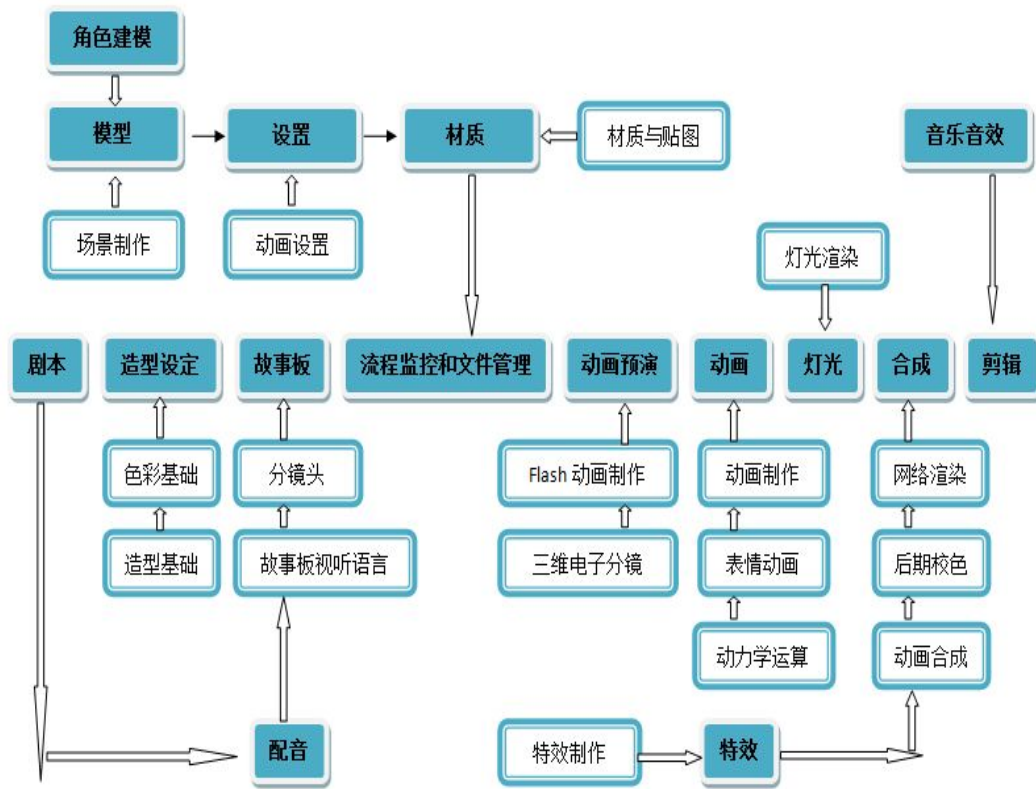 角色建模
模型
设置
材质
材质与贴图
音乐音效
场景制作
动画设置
灯光渲染
剧本
造型设定
故事板
流程监控和文件管理
动画预演
动画
灯光
合成
剪辑
色彩基础
分镜头
Flash 动画制作
动画制作
网络渲染
造型基础
故事板视听语言
三维电子分镜
表情动画
后期校色
动力学运算
动画合成
配音
特效制作
特效